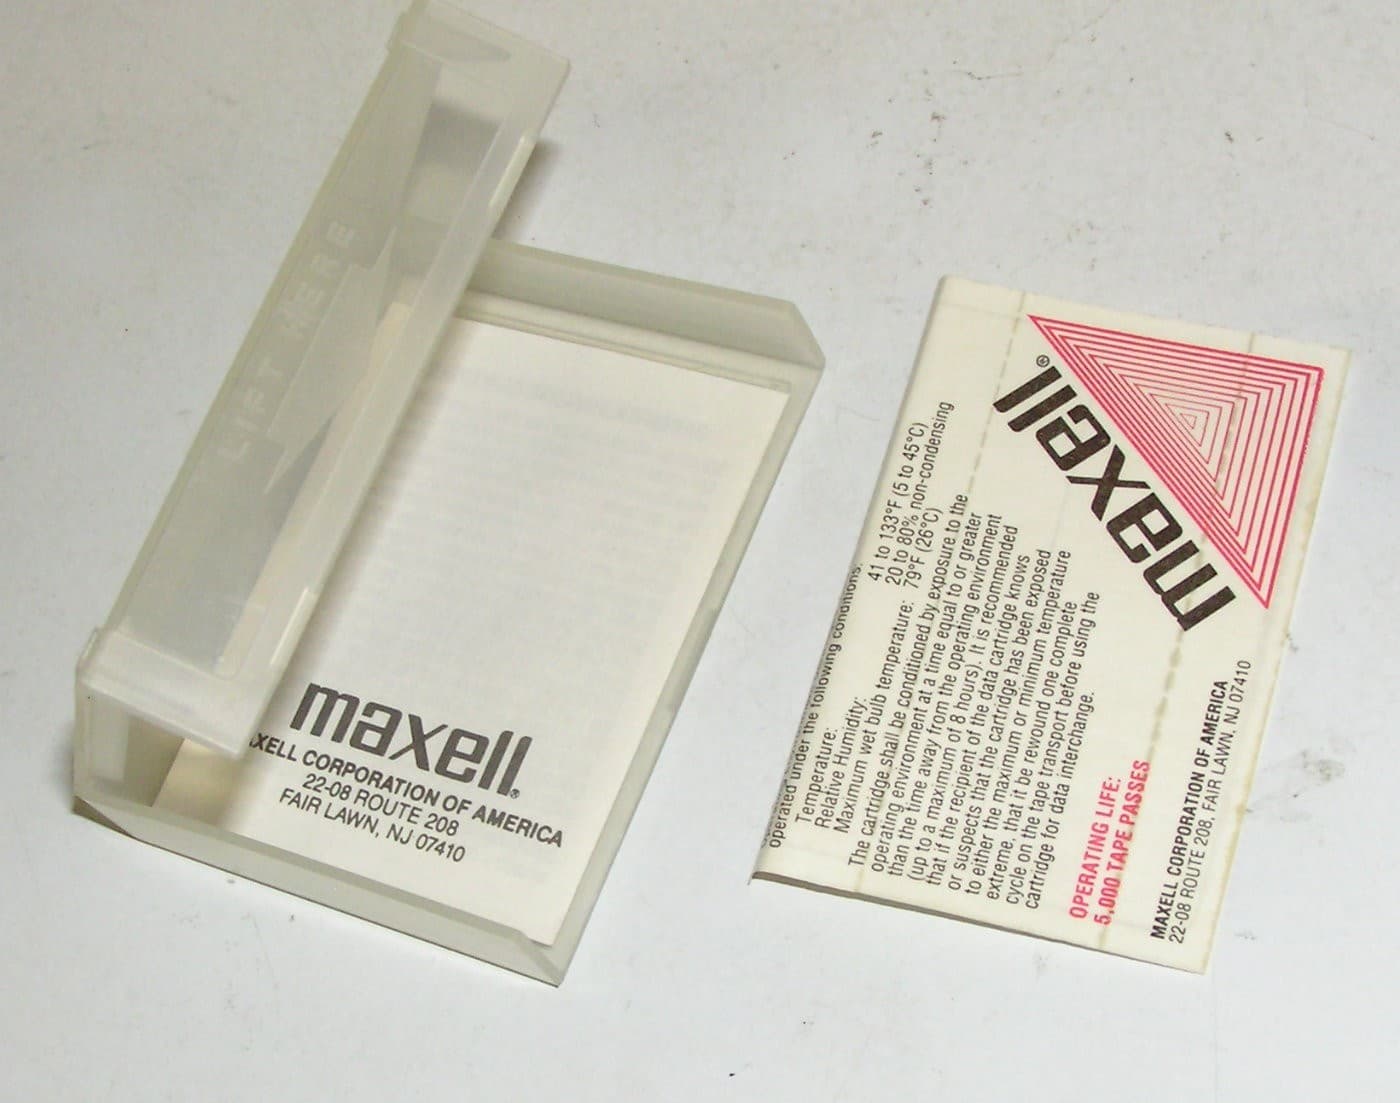 LIFT HERE
maxell®
MAXELL CORPORATION OF AMERICA
22-08 ROUTE 208
FAIR LAWN, NJ 07410
operated under the following conditions:
Temperature: 41 to 133°F (5 to 45°C)
Relative Humidity: 20 to 80% non-condensing
Maximum wet bulb temperature: 79°F (26°C)
The cartridge shall be conditioned by exposure to the
operating environment at a time equal to or greater
than the time away from the operating environment
(up to a maximum of 8 hours). It is recommended
that if the recipient of the data cartridge knows
or suspects that the cartridge has been exposed
to either the maximum or minimum temperature
extreme, that it be rewound one complete
cycle on the tape transport before using the
cartridge for data interchange.
OPERATING LIFE:
5,000 TAPE PASSES
maxell®
MAXELL CORPORATION OF AMERICA
22-08 ROUTE 208, FAIR LAWN, NJ 07410